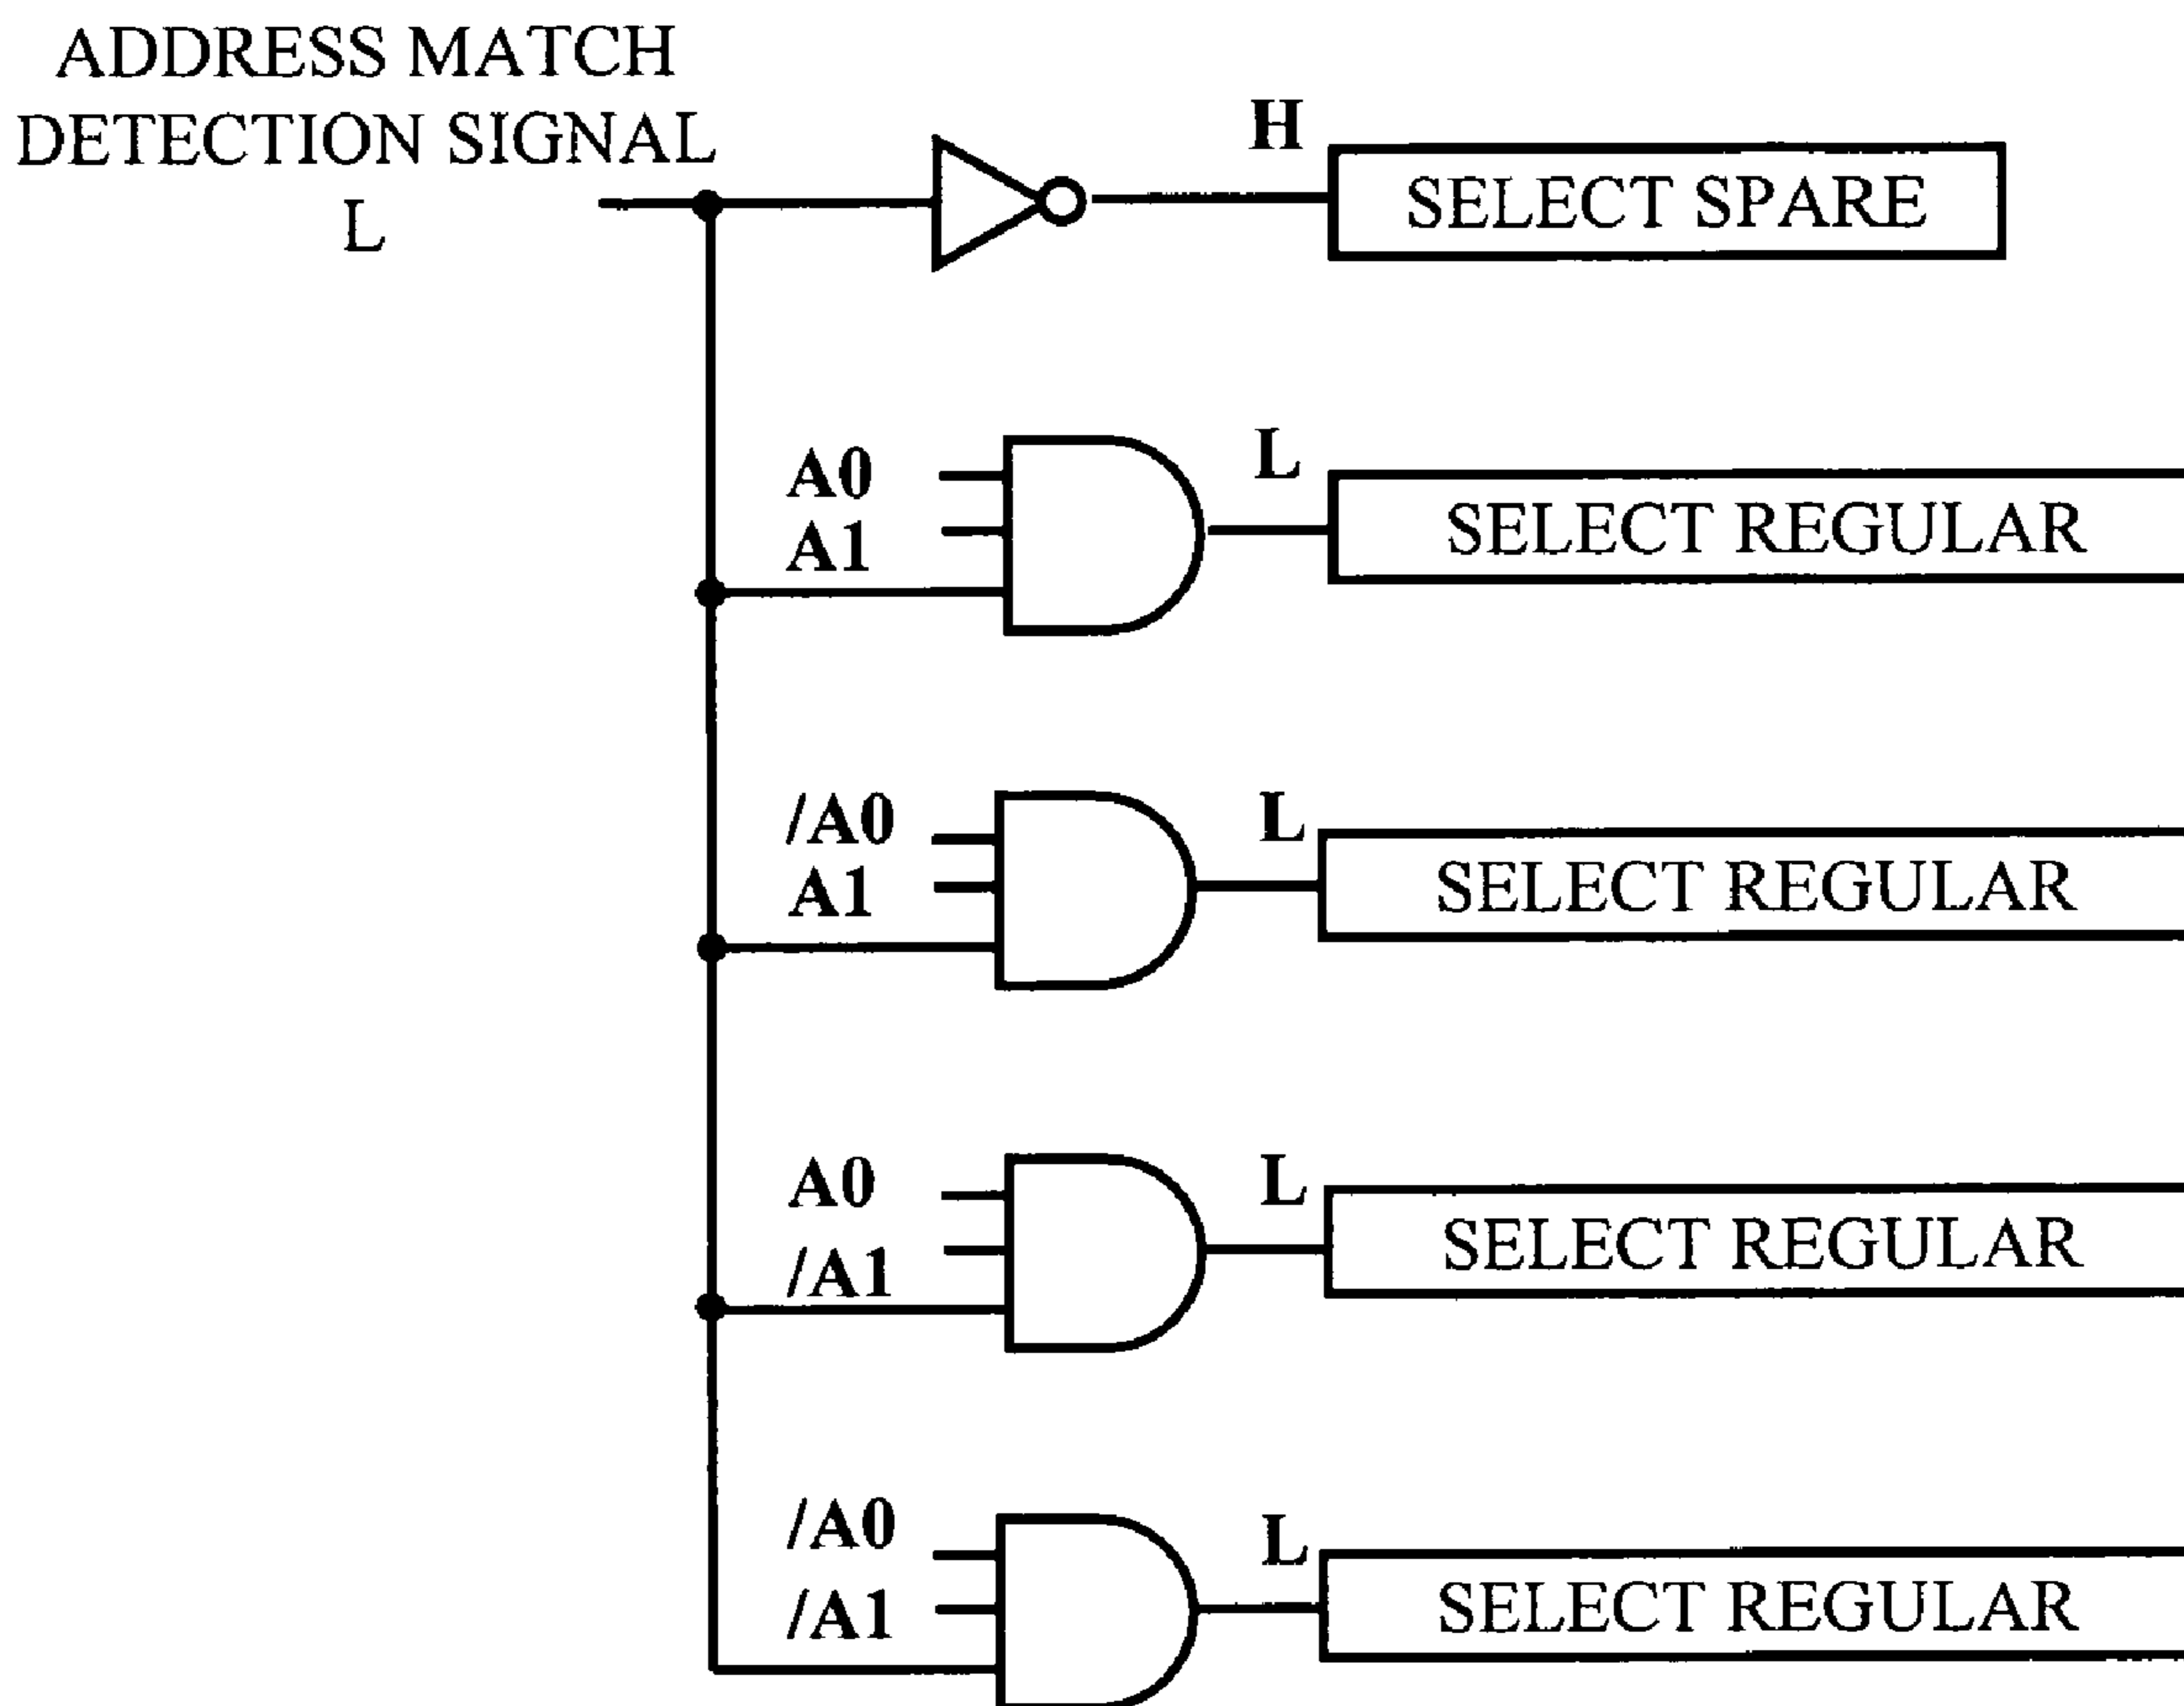 ADDRESS MATCH
DETECTION SIGNAL
L
H
SELECT SPARE
A0
A1
L
SELECT REGULAR
/A0
A1
L
SELECT REGULAR
A0
/A1
L
SELECT REGULAR
/A0
/A1
L
SELECT REGULAR